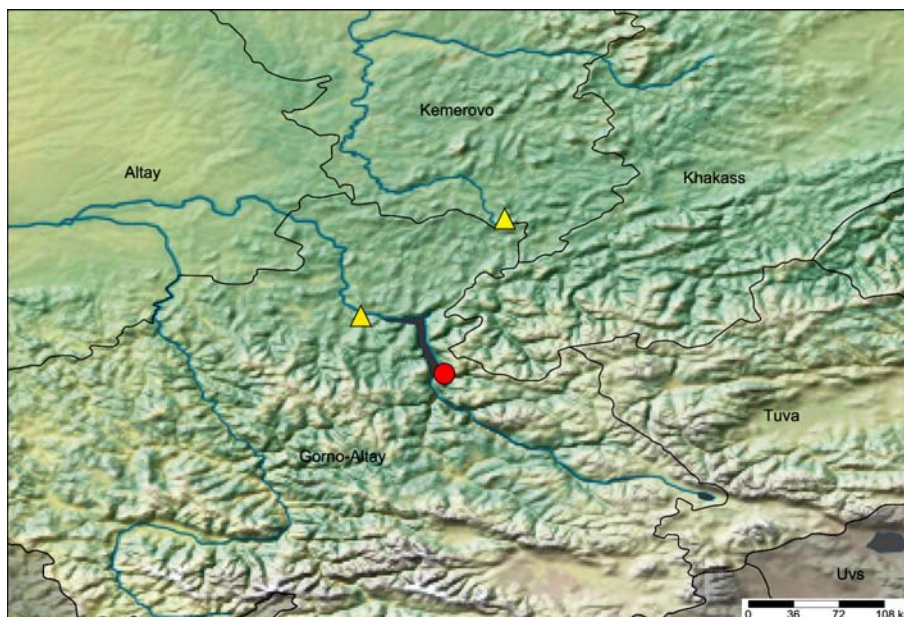 Kemerovo
Altay
Khakass
Tuva
Gorno-Altay
Uvs
0 36 72 108 k